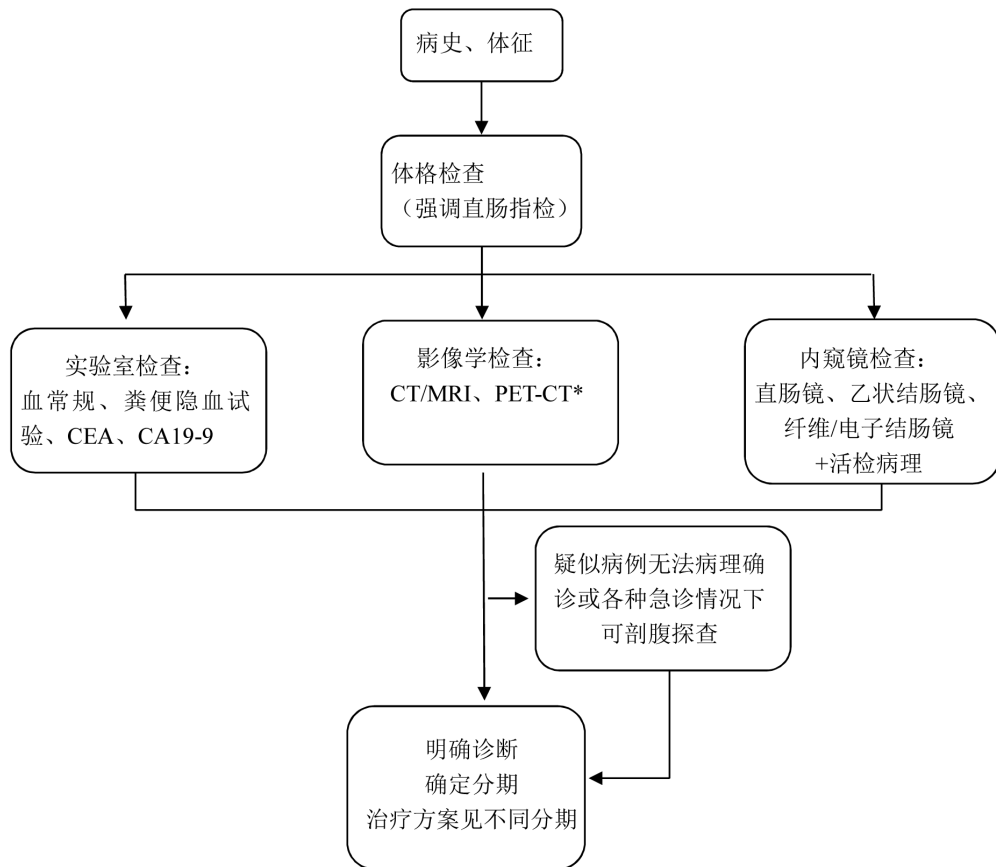 病史、体征
体格检查
（强调直肠指检）
实验室检查：
血常规、粪便隐血试
验、CEA、CA19-9
影像学检查：
CT/MRI、PET-CT*
内窥镜检查：
直肠镜、乙状结肠镜、
纤维/电子结肠镜
+活检病理
疑似病例无法病理确
诊或各种急诊情况下
可剖腹探查
明确诊断
确定分期
治疗方案见不同分期